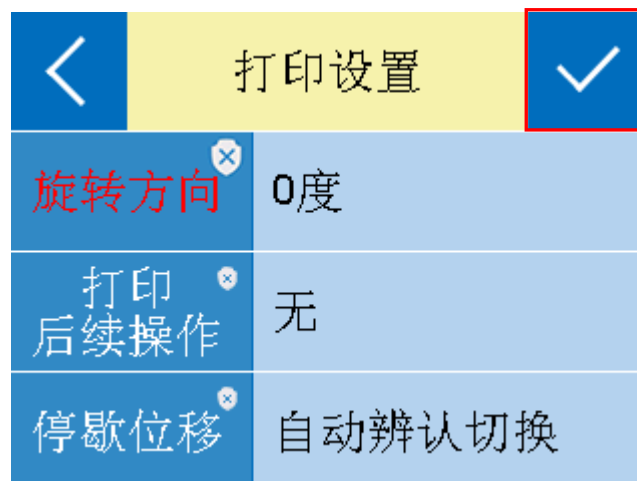 打印设置
旋转方向
0度
打印
后续操作
无
停歇位移
自动辨认切换